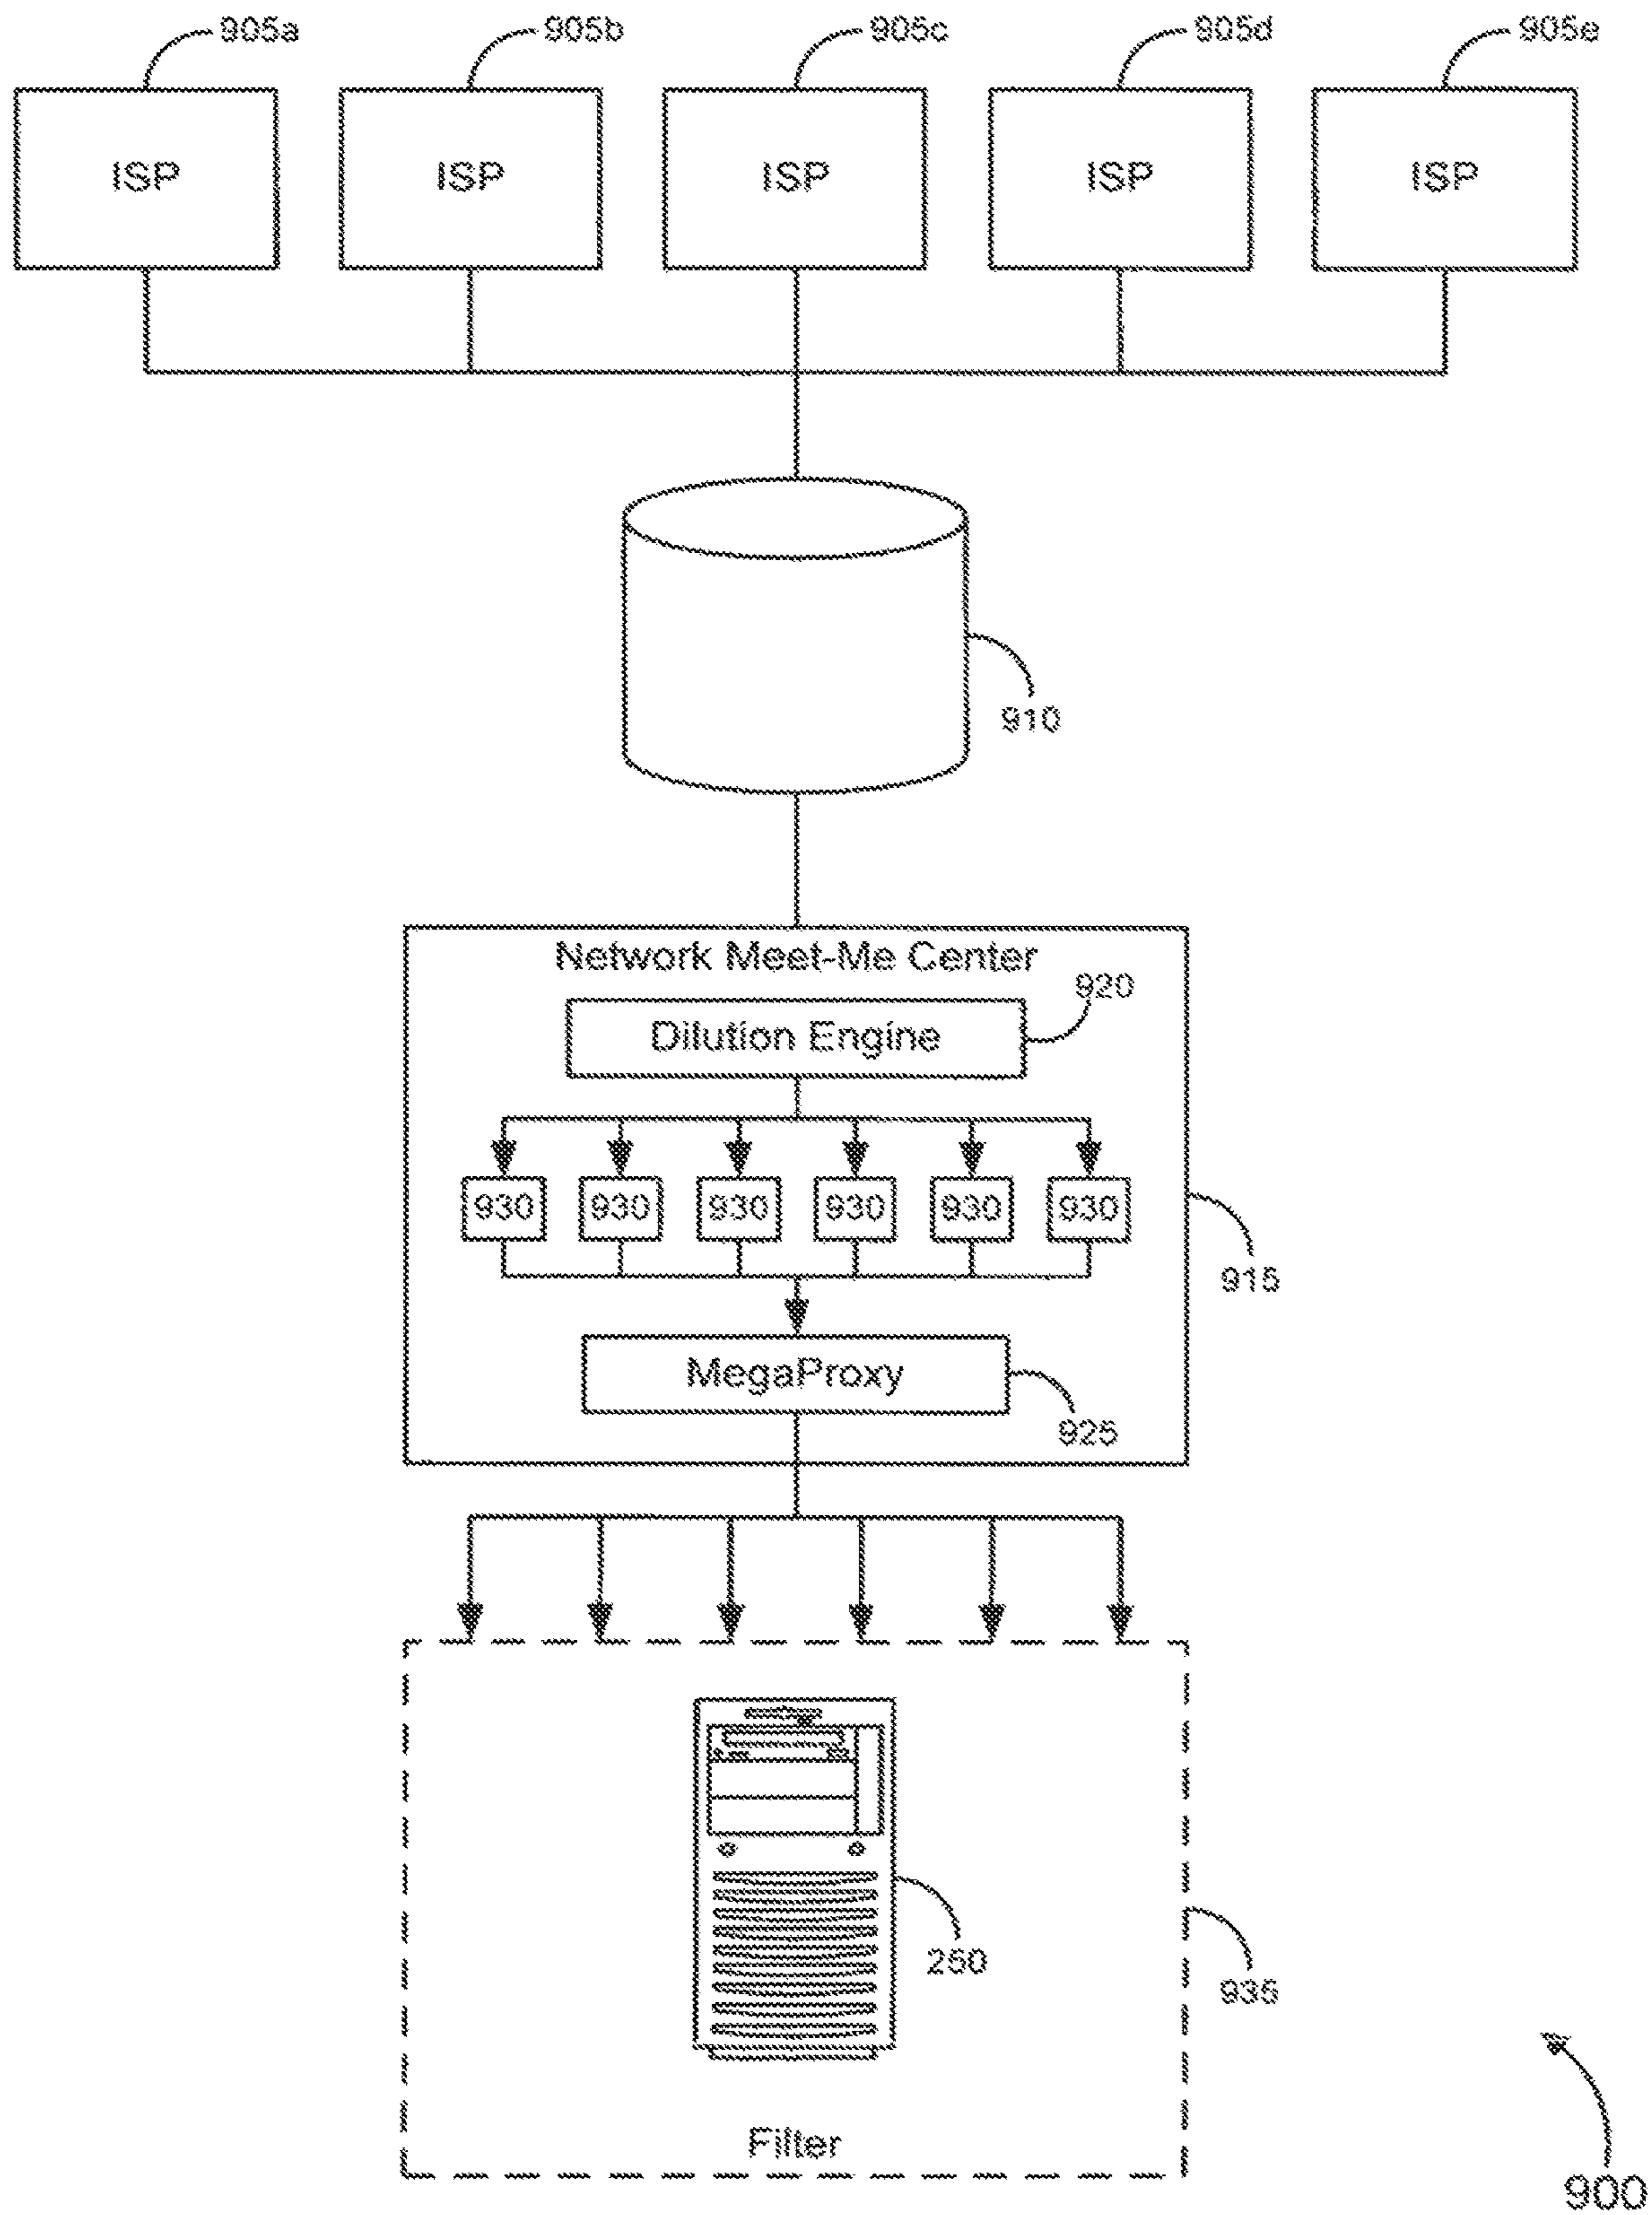 905a 905b 905c 905d 905e
ISP ISP ISP ISP ISP
910
Network Meet-Me Center
920
Dilution Engine
930 930 930 930 930 930
915
MegaProxy
925
250
935
Filter
900